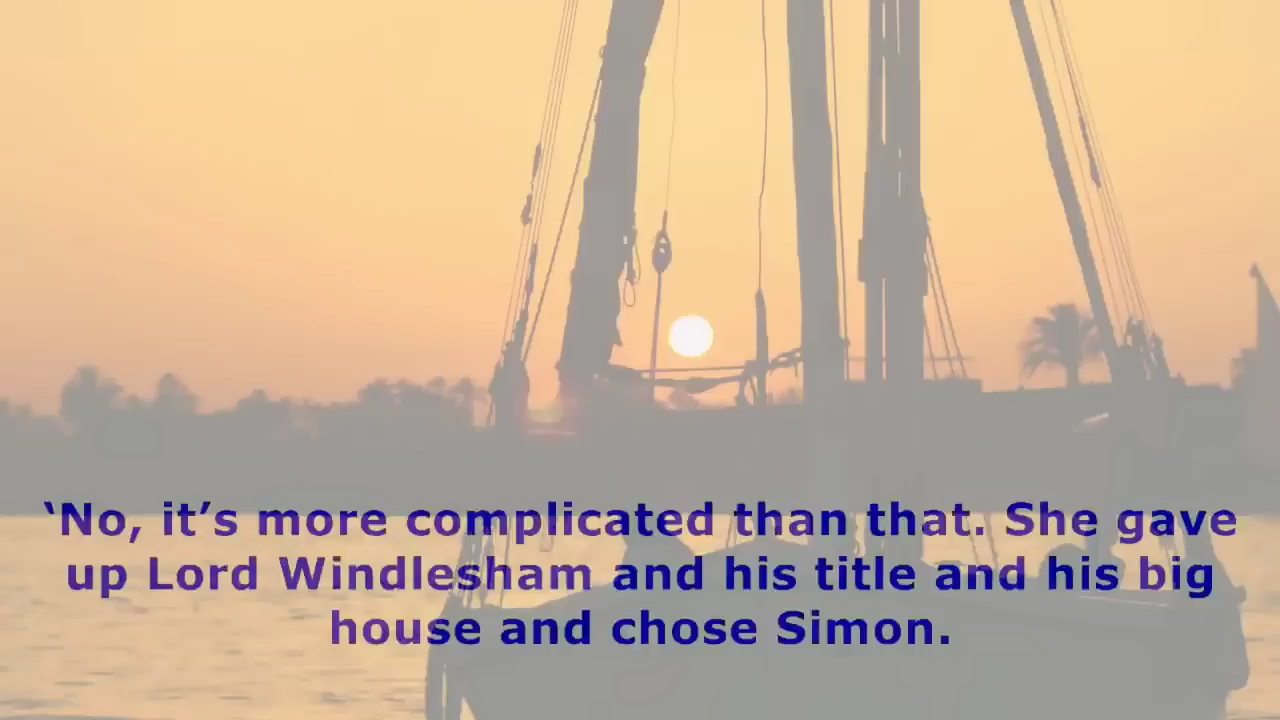 ‘No, it’s more complicated than that. She gave
up Lord Windlesham and his title and his big
house and chose Simon.